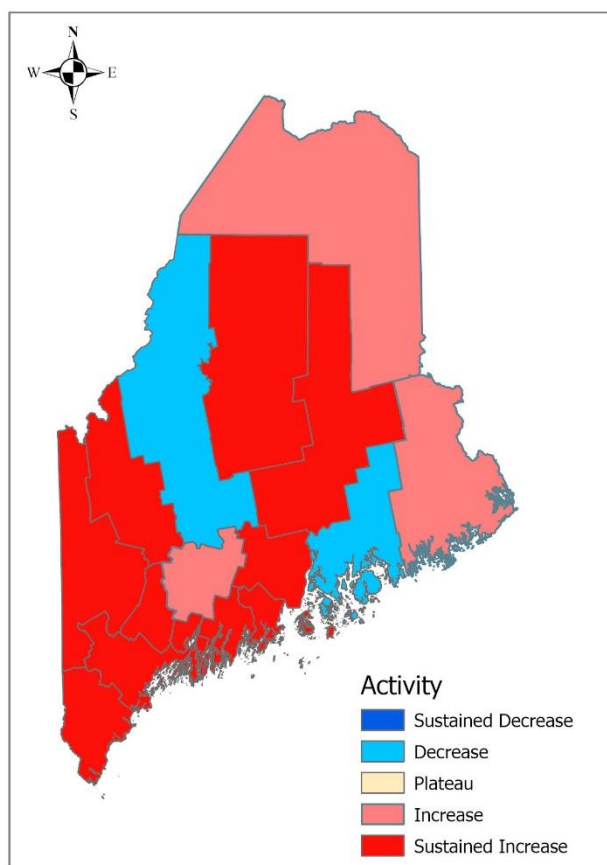 N
W E
S
Activity
Sustained Decrease
Decrease
Plateau
Increase
Sustained Increase